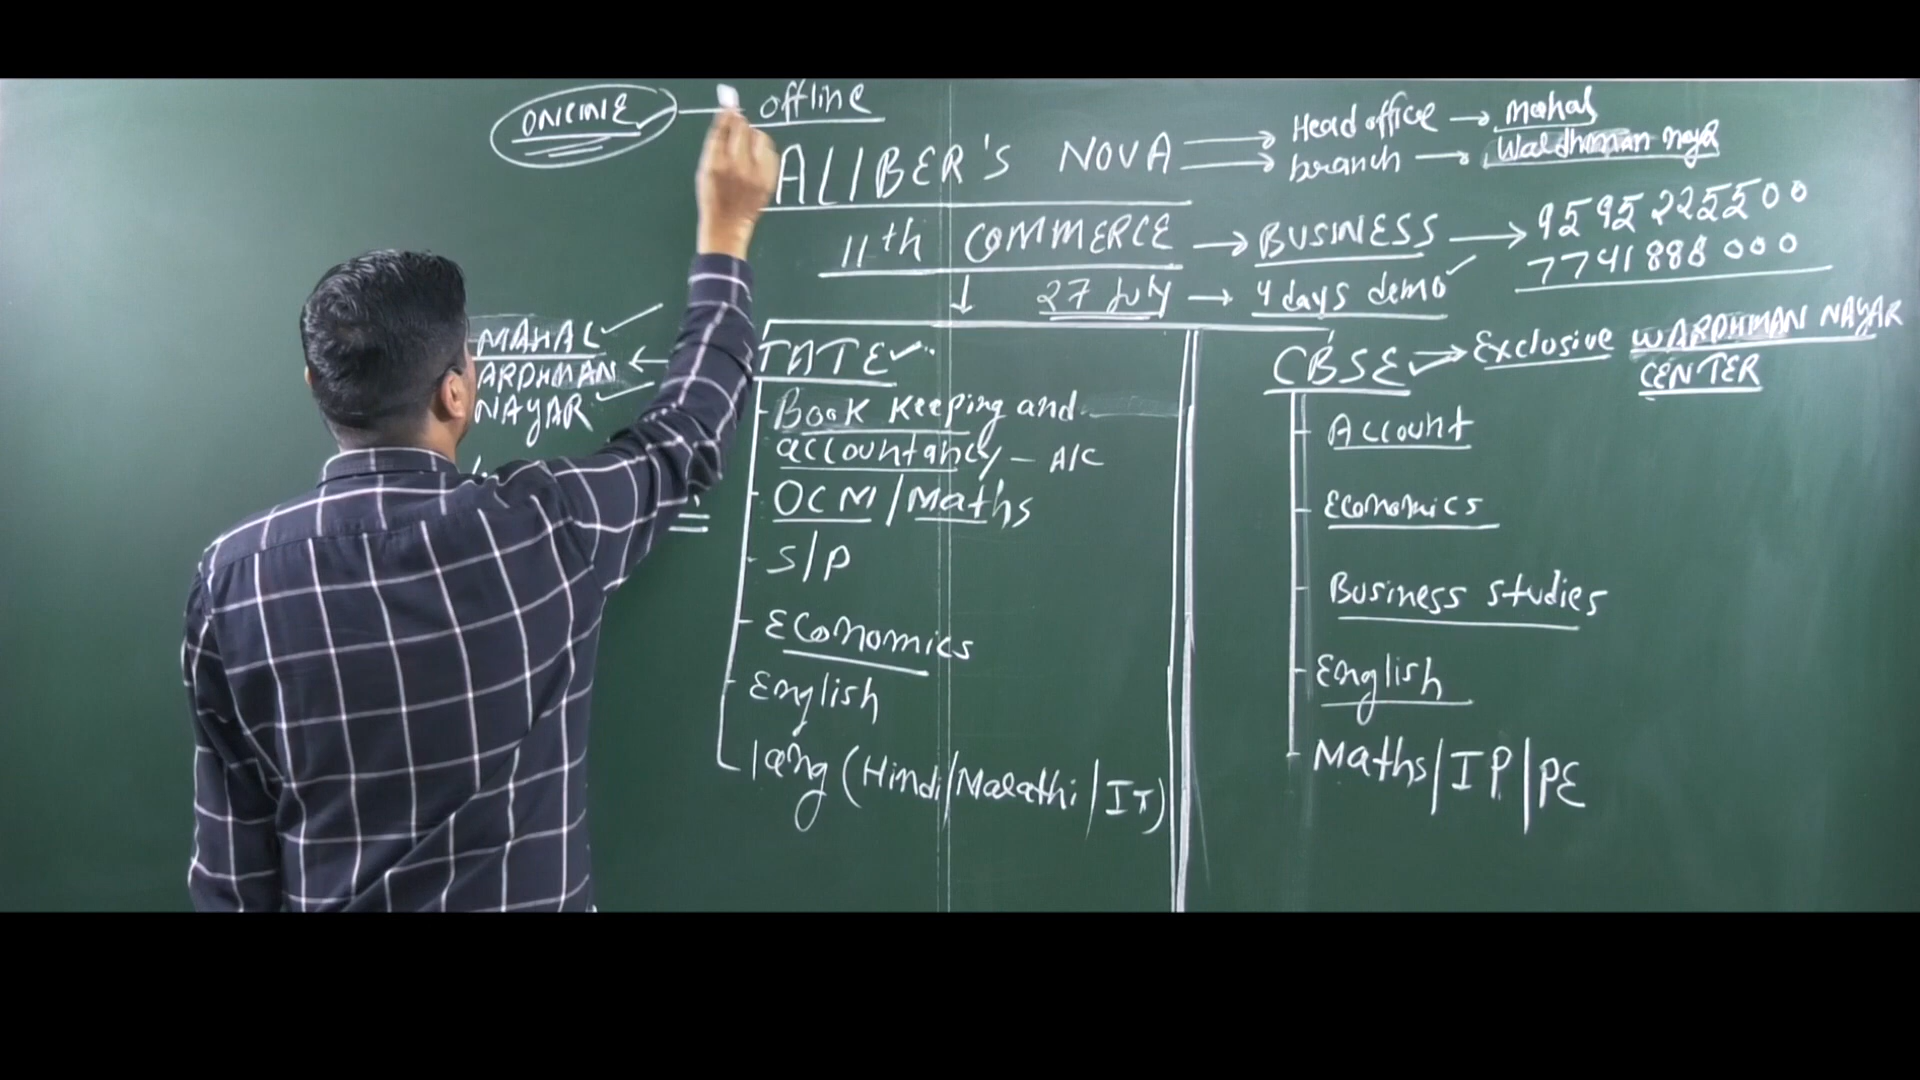 ONLINE — offline
ALIBER'S NOVA → Head office → Mahal
→ branch → Wardhman naga
11th COMMERCE → BUSINESS → 9595225500
7741888000
↓ 27 July → 4 days demo ✓
MAHAL ✓
ARDHMAN
NAGAR ✓
← TATE ✓
CBSE ✓ → Exclusive WARDHMAN NAGAR
CENTER
Book Keeping and
accountancy – A/C
OCM / Maths
S/P
Economics
English
lang (Hindi/Marathi/IT)
Account
Economics
Business studies
English
Maths/IP/PE